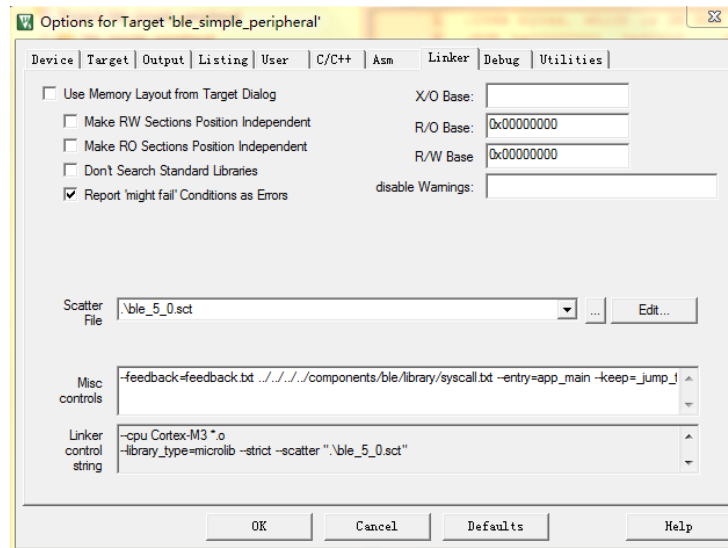 Options for Target 'ble_simple_peripheral'
Device Target Output Listing User C/C++ Asm Linker Debug Utilities
Use Memory Layout from Target Dialog
X/O Base:
Make RW Sections Position Independent
R/O Base: 0x00000000
Make RO Sections Position Independent
R/W Base 0x00000000
Don't Search Standard Libraries
Report 'might fail' Conditions as Errors
disable Warnings:
Scatter File
.\ble_5_0.sct
... Edit...
Misc controls
--feedback=feedback.txt ../../../../components/ble/library/syscall.txt --entry=app_main --keep=_jump_t
Linker control string
--cpu Cortex-M3 *.o
--library_type=microlib --strict --scatter ".\ble_5_0.sct"
OK Cancel Defaults Help